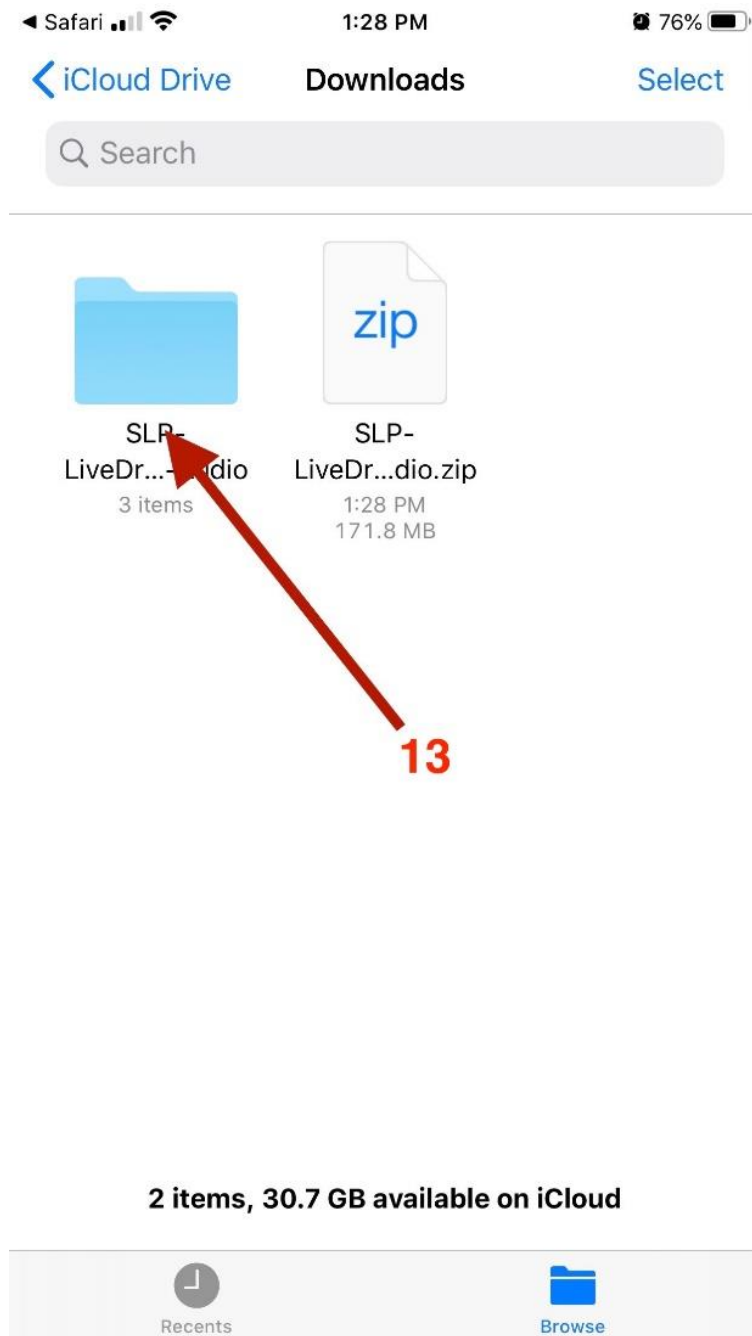 Safari
1:28 PM
76%
iCloud Drive
Downloads
Select
Search
zip
SLP-
LiveDr...-
dio
3 items
SLP-
LiveDr...dio.zip
1:28 PM
171.8 MB
13
2 items, 30.7 GB available on iCloud
Recents
Browse